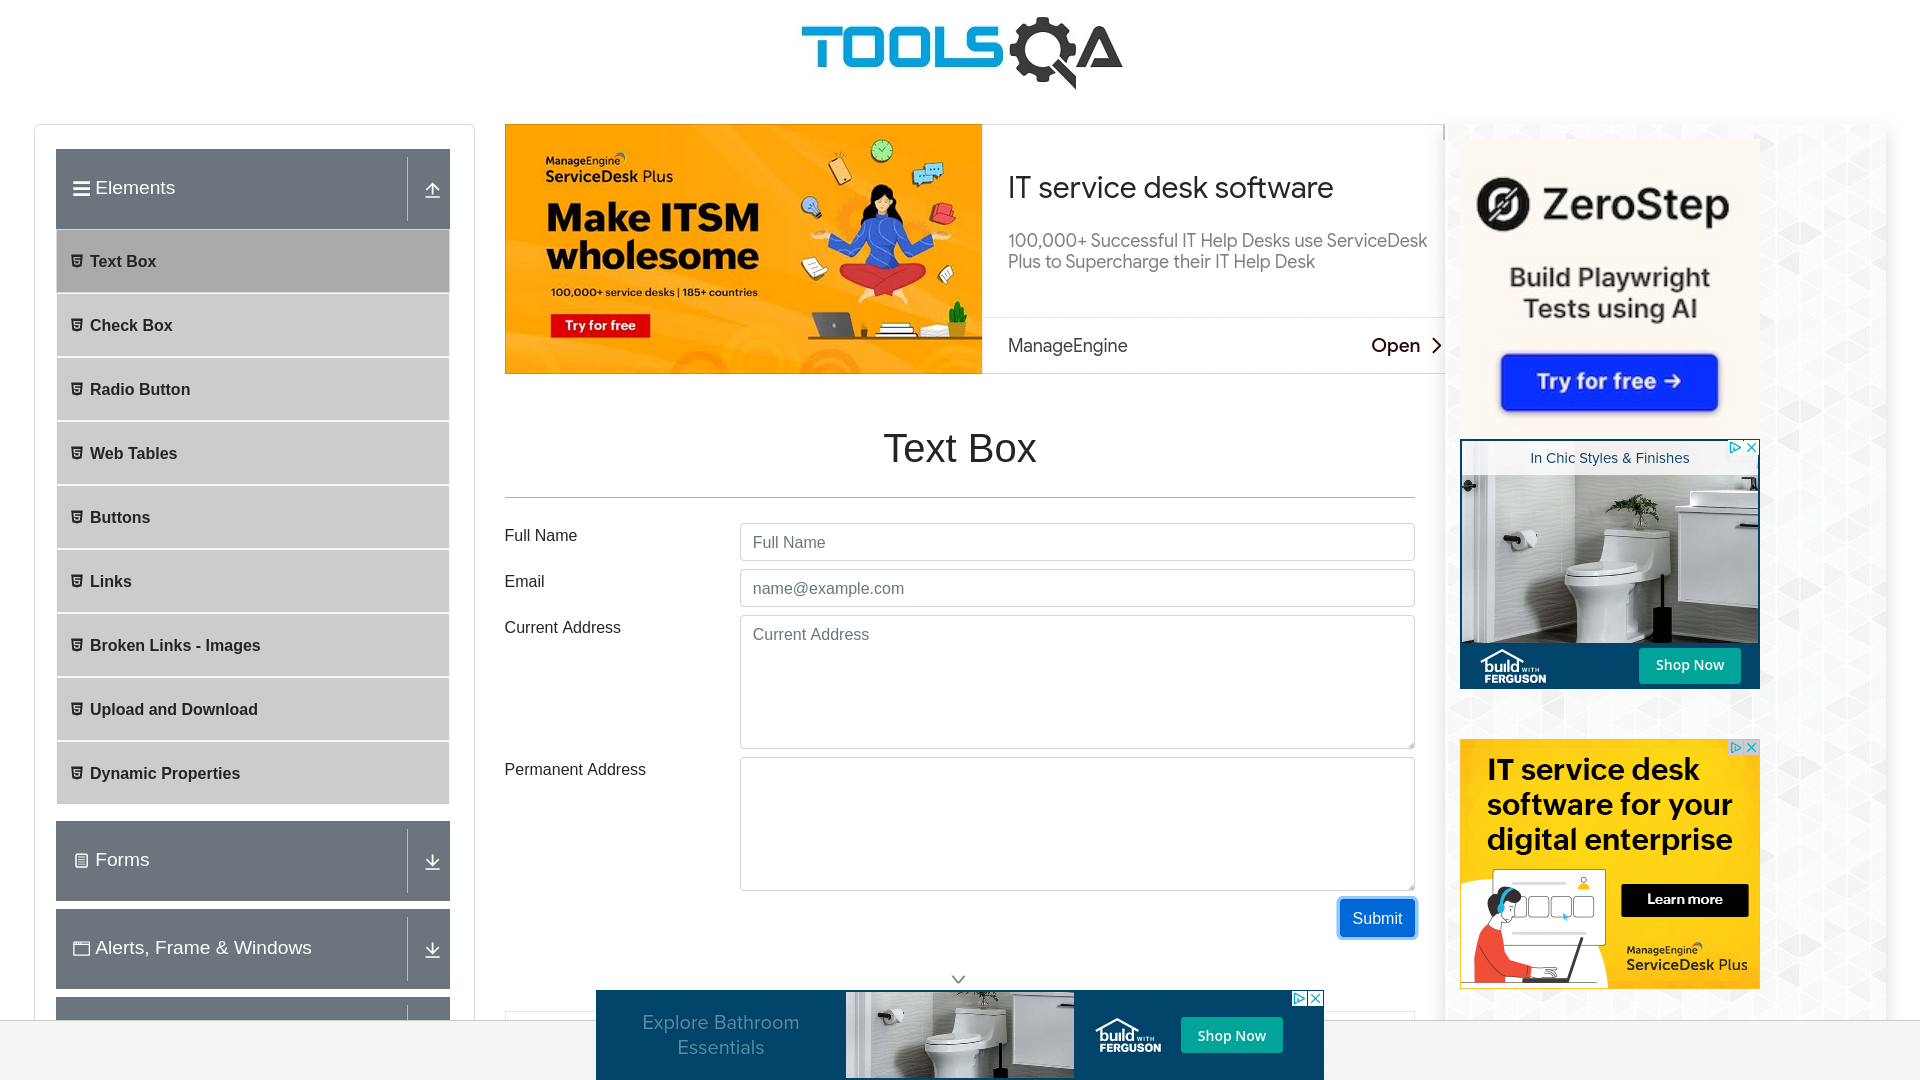 TOOLSQA
Elements
Text Box
Check Box
Radio Button
Web Tables
Buttons
Links
Broken Links - Images
Upload and Download
Dynamic Properties
Forms
Alerts, Frame & Windows
ManageEngine
ServiceDesk Plus
Make ITSM
wholesome
100,000+ service desks | 185+ countries
Try for free
IT service desk software
100,000+ Successful IT Help Desks use ServiceDesk
Plus to Supercharge their IT Help Desk
ManageEngine
Open
Text Box
Full Name
Full Name
Email
name@example.com
Current Address
Current Address
Permanent Address
Submit
ZeroStep
Build Playwright
Tests using AI
Try for free →
In Chic Styles & Finishes
build WITH
FERGUSON
Shop Now
IT service desk
software for your
digital enterprise
Learn more
ManageEngine
ServiceDesk Plus
Explore Bathroom
Essentials
build WITH
FERGUSON
Shop Now